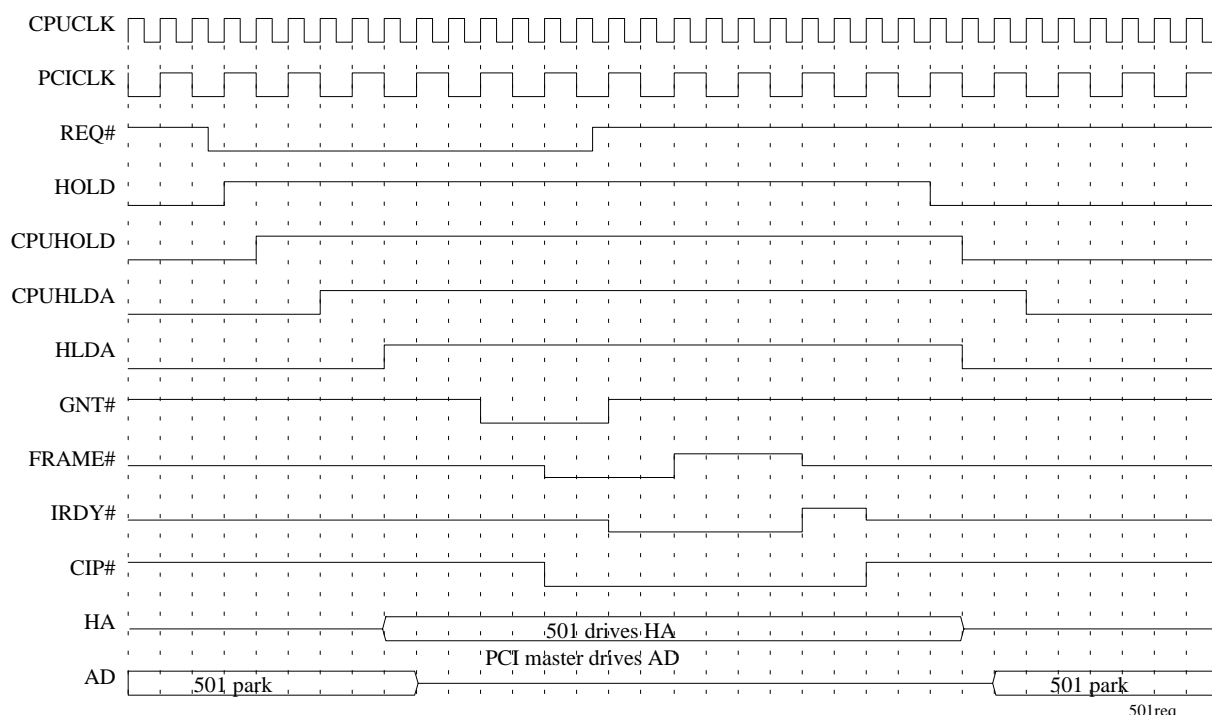 CPUCLK
PCICLK
REQ#
HOLD
CPUHOLD
CPUHLDA
HLDA
GNT#
FRAME#
IRDY#
CIP#
HA
501 drives HA
PCI master drives AD
AD
501 park
501 park
501req